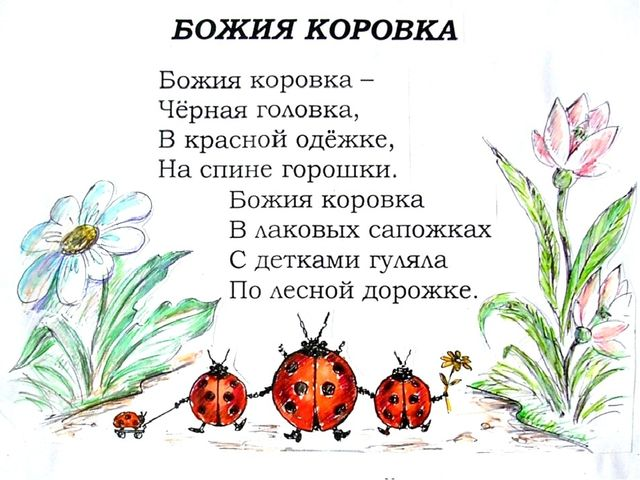 БОЖИЯ КОРОВКА
Божия коровка –
Чёрная головка,
В красной одёжке,
На спине горошки.
Божия коровка
В лаковых сапожках
С детками гуляла
По лесной дорожке.